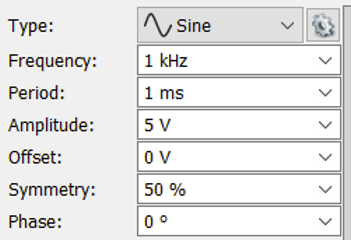 Type: Sine
Frequency: 1 kHz
Period: 1 ms
Amplitude: 5 V
Offset: 0 V
Symmetry: 50 %
Phase: 0 º